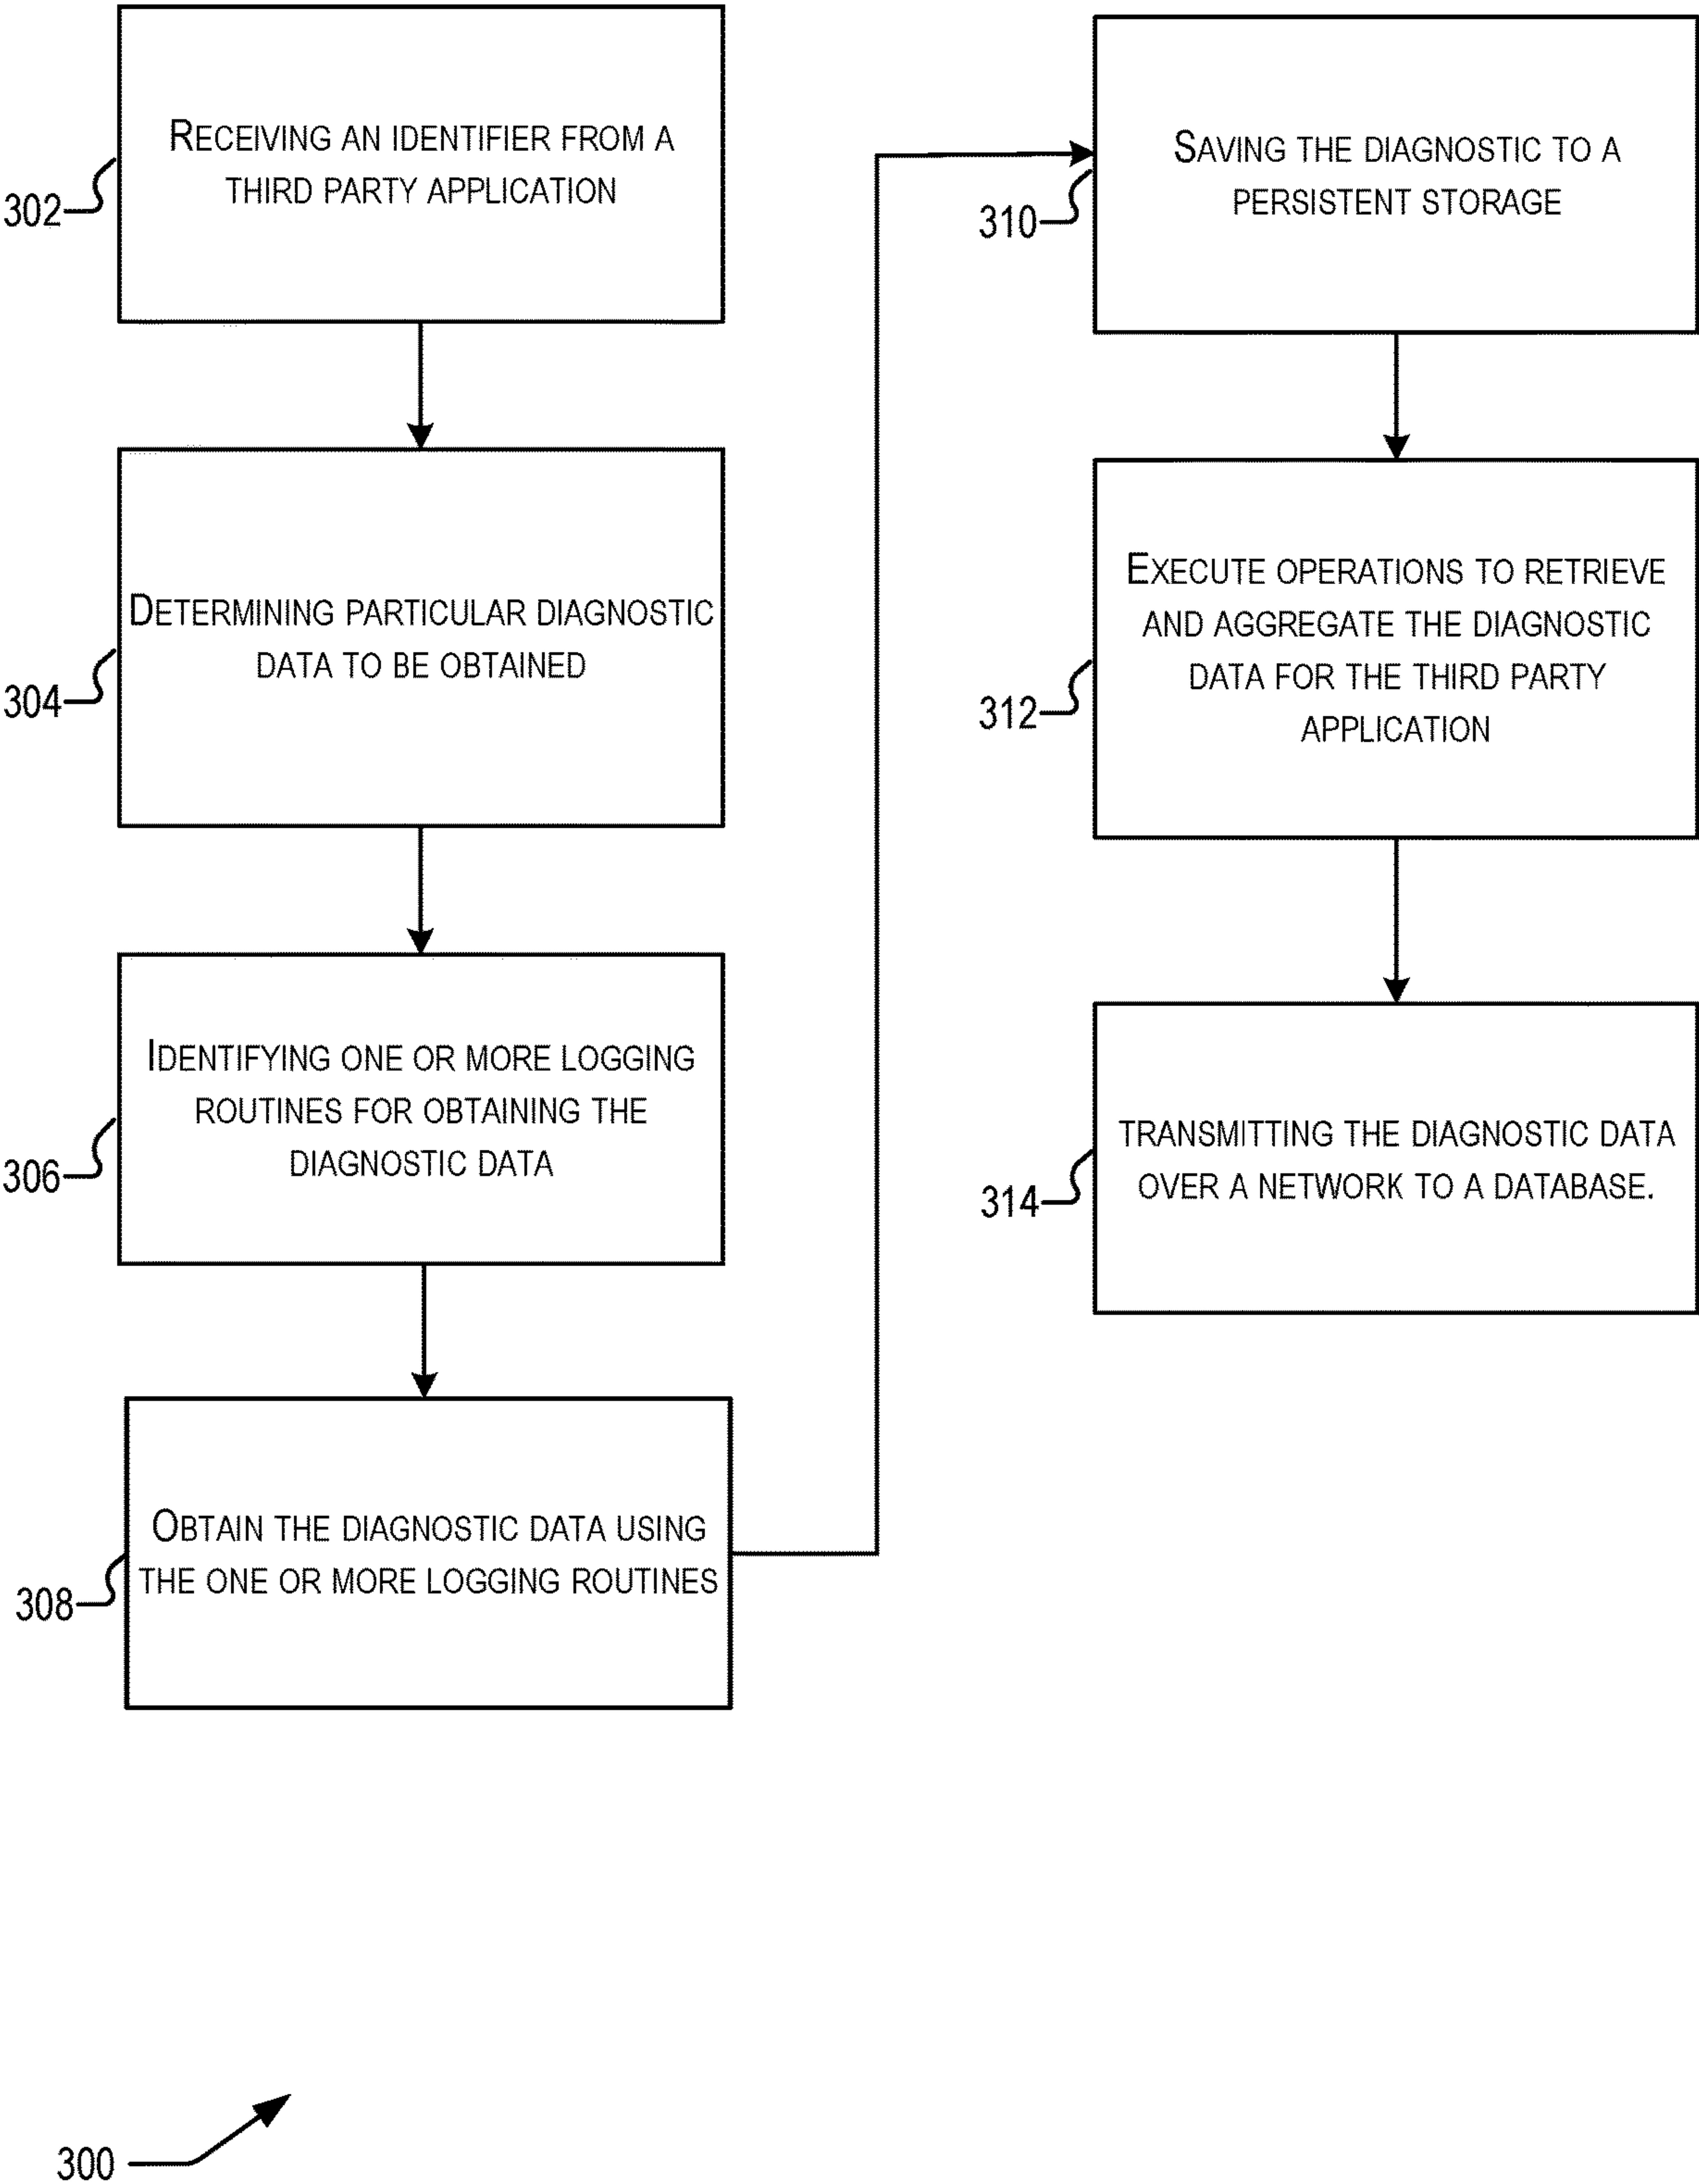 RECEIVING AN IDENTIFIER FROM A
THIRD PARTY APPLICATION
302
DETERMINING PARTICULAR DIAGNOSTIC
DATA TO BE OBTAINED
304
IDENTIFYING ONE OR MORE LOGGING
ROUTINES FOR OBTAINING THE
DIAGNOSTIC DATA
306
OBTAIN THE DIAGNOSTIC DATA USING
THE ONE OR MORE LOGGING ROUTINES
308
SAVING THE DIAGNOSTIC TO A
PERSISTENT STORAGE
310
EXECUTE OPERATIONS TO RETRIEVE
AND AGGREGATE THE DIAGNOSTIC
DATA FOR THE THIRD PARTY
APPLICATION
312
TRANSMITTING THE DIAGNOSTIC DATA
OVER A NETWORK TO A DATABASE.
314
300